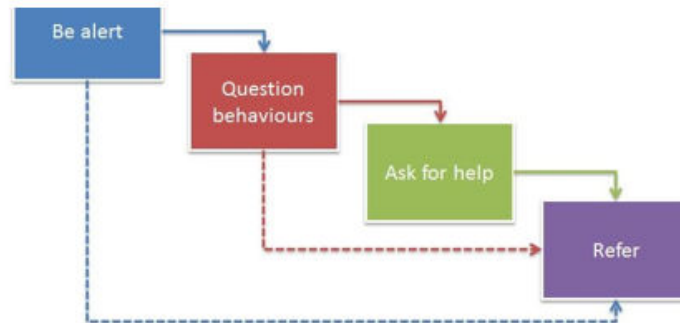 Be alert
Question
behaviours
Ask for help
Refer